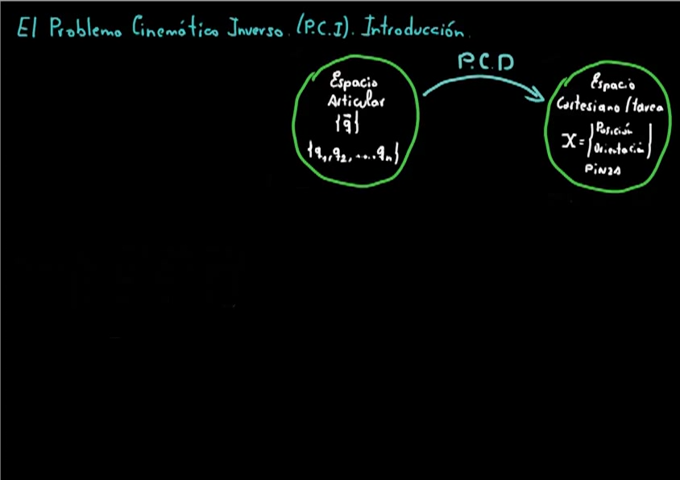 El Problema Cinemático Inverso. (P.C.I). Introducción.
P.C.D
Espacio
Articular
{q̄}
{q₁, q₂, .... qₙ}
Espacio
Cartesiano/tarea
X = {Posición
Orientación}
Pinza